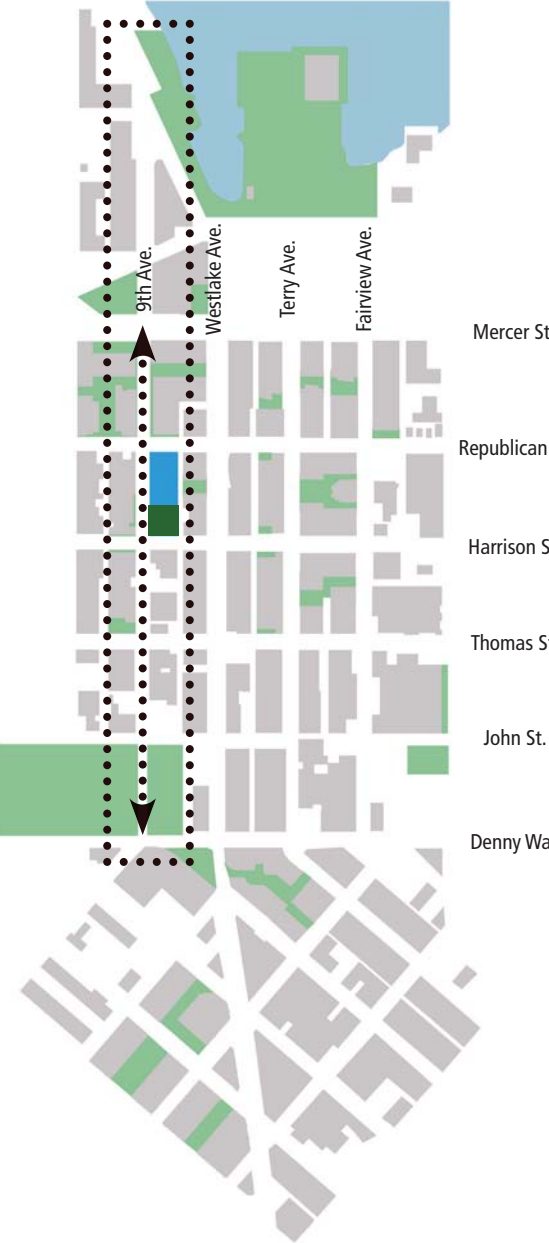 9th Ave.
Westlake Ave.
Terry Ave.
Fairview Ave.
Mercer St
Republican
Harrison S
Thomas St
John St.
Denny Wa